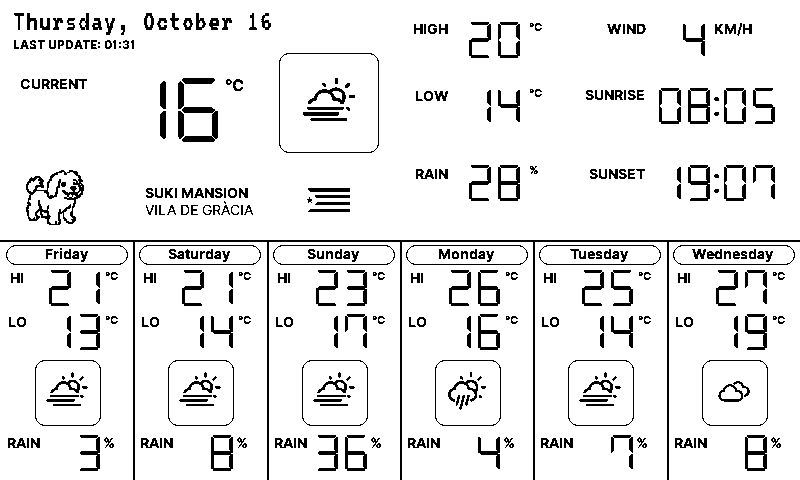 Thursday, October 16
LAST UPDATE: 01:31
CURRENT 16 °C
HIGH 20 °C
LOW 14 °C
RAIN 28 %
WIND 4 KM/H
SUNRISE 08:05
SUNSET 19:07
SUKI MANSION
VILA DE GRÀCIA
Friday
HI 21 °C
LO 13 °C
RAIN 3 %
Saturday
HI 21 °C
LO 14 °C
RAIN 8 %
Sunday
HI 23 °C
LO 17 °C
RAIN 36 %
Monday
HI 26 °C
LO 16 °C
RAIN 4 %
Tuesday
HI 25 °C
LO 14 °C
RAIN 7 %
Wednesday
HI 27 °C
LO 19 °C
RAIN 8 %